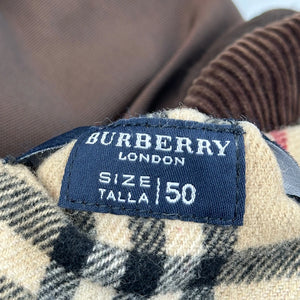 BURBERRY
LONDON
SIZE
TALLA | 50